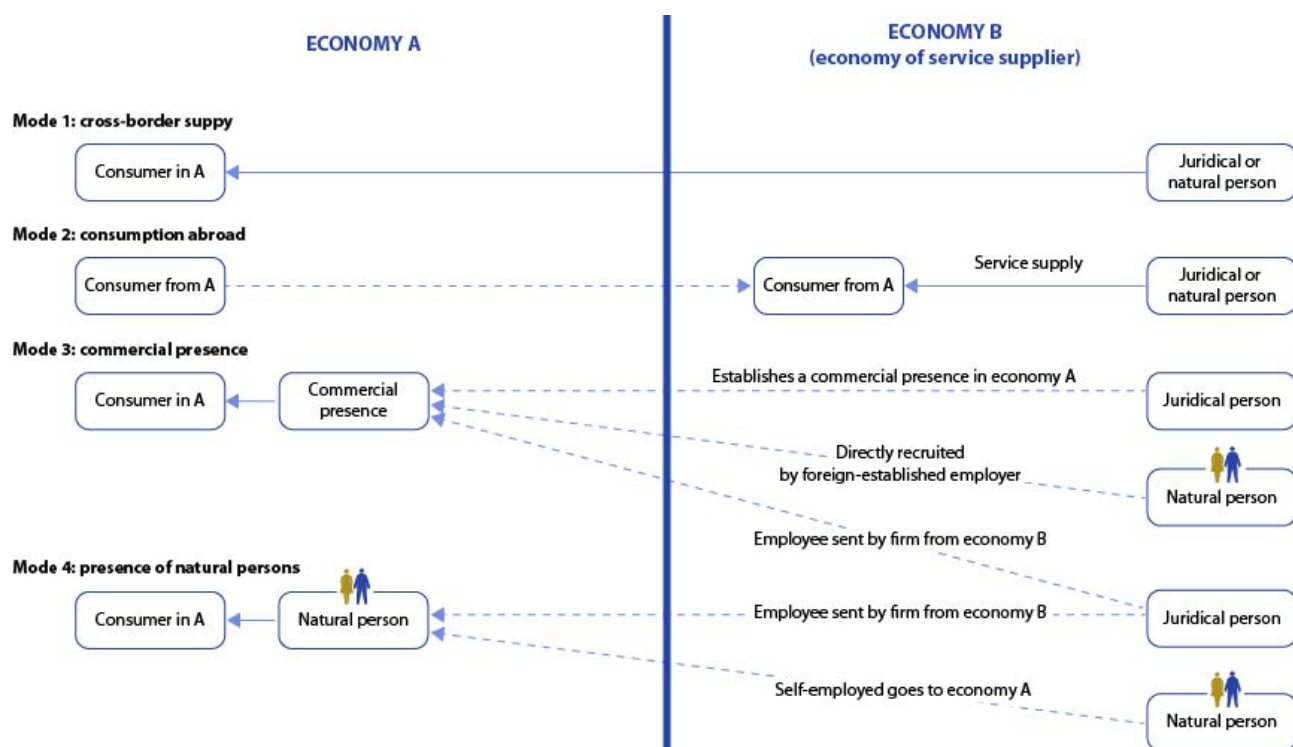 ECONOMY A
ECONOMY B
(economy of service supplier)
Mode 1: cross-border suppy
Consumer in A
Juridical or
natural person
Mode 2: consumption abroad
Consumer from A
Consumer from A
Service supply
Juridical or
natural person
Mode 3: commercial presence
Consumer in A
Commercial
presence
Establishes a commercial presence in economy A
Juridical person
Directly recruited
by foreign-established employer
Natural person
Employee sent by firm from economy B
Mode 4: presence of natural persons
Consumer in A
Natural person
Employee sent by firm from economy B
Juridical person
Self-employed goes to economy A
Natural person